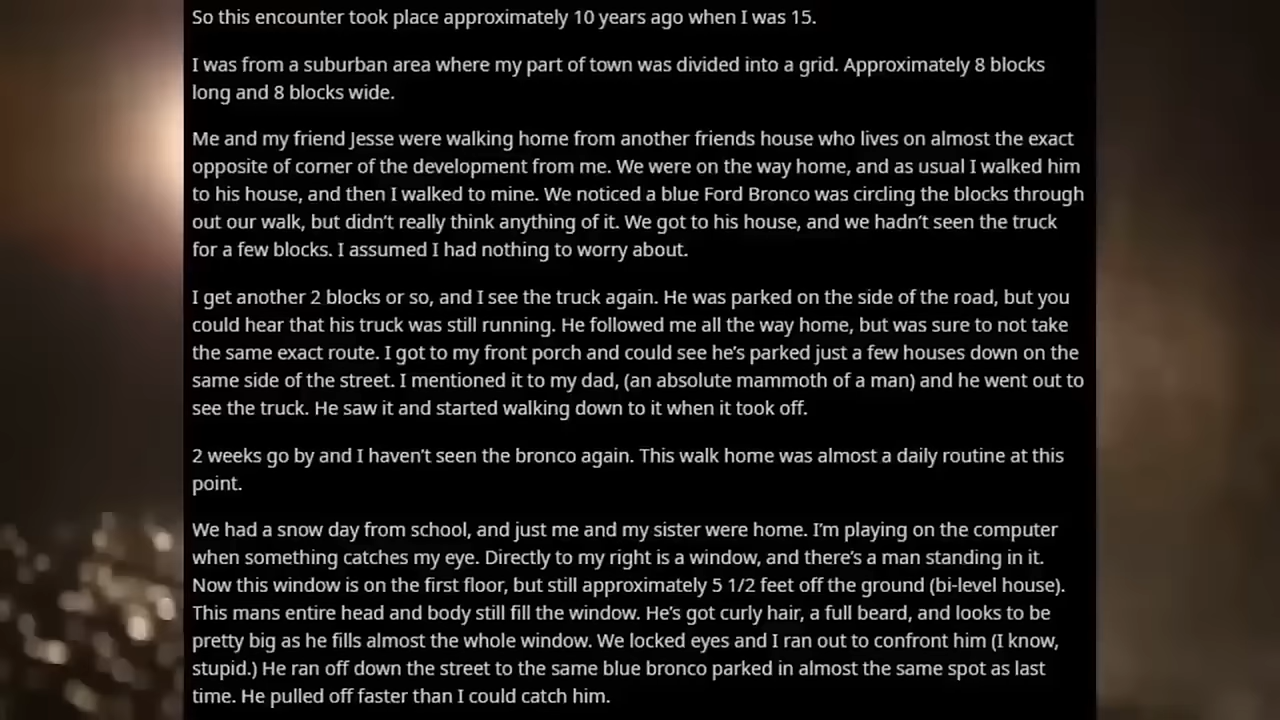 So this encounter took place approximately 10 years ago when I was 15.
I was from a suburban area where my part of town was divided into a grid. Approximately 8 blocks
long and 8 blocks wide.
Me and my friend Jesse were walking home from another friends house who lives on almost the exact
opposite of corner of the development from me. We were on the way home, and as usual I walked him
to his house, and then I walked to mine. We noticed a blue Ford Bronco was circling the blocks through
out our walk, but didn't really think anything of it. We got to his house, and we hadn't seen the truck
for a few blocks. I assumed I had nothing to worry about.
I get another 2 blocks or so, and I see the truck again. He was parked on the side of the road, but you
could hear that his truck was still running. He followed me all the way home, but was sure to not take
the same exact route. I got to my front porch and could see he's parked just a few houses down on the
same side of the street. I mentioned it to my dad, (an absolute mammoth of a man) and he went out to
see the truck. He saw it and started walking down to it when it took off.
2 weeks go by and I haven't seen the bronco again. This walk home was almost a daily routine at this
point.
We had a snow day from school, and just me and my sister were home. I'm playing on the computer
when something catches my eye. Directly to my right is a window, and there's a man standing in it.
Now this window is on the first floor, but still approximately 5 1/2 feet off the ground (bi-level house).
This mans entire head and body still fill the window. He's got curly hair, a full beard, and looks to be
pretty big as he fills almost the whole window. We locked eyes and I ran out to confront him (I know,
stupid.) He ran off down the street to the same blue bronco parked in almost the same spot as last
time. He pulled off faster than I could catch him.